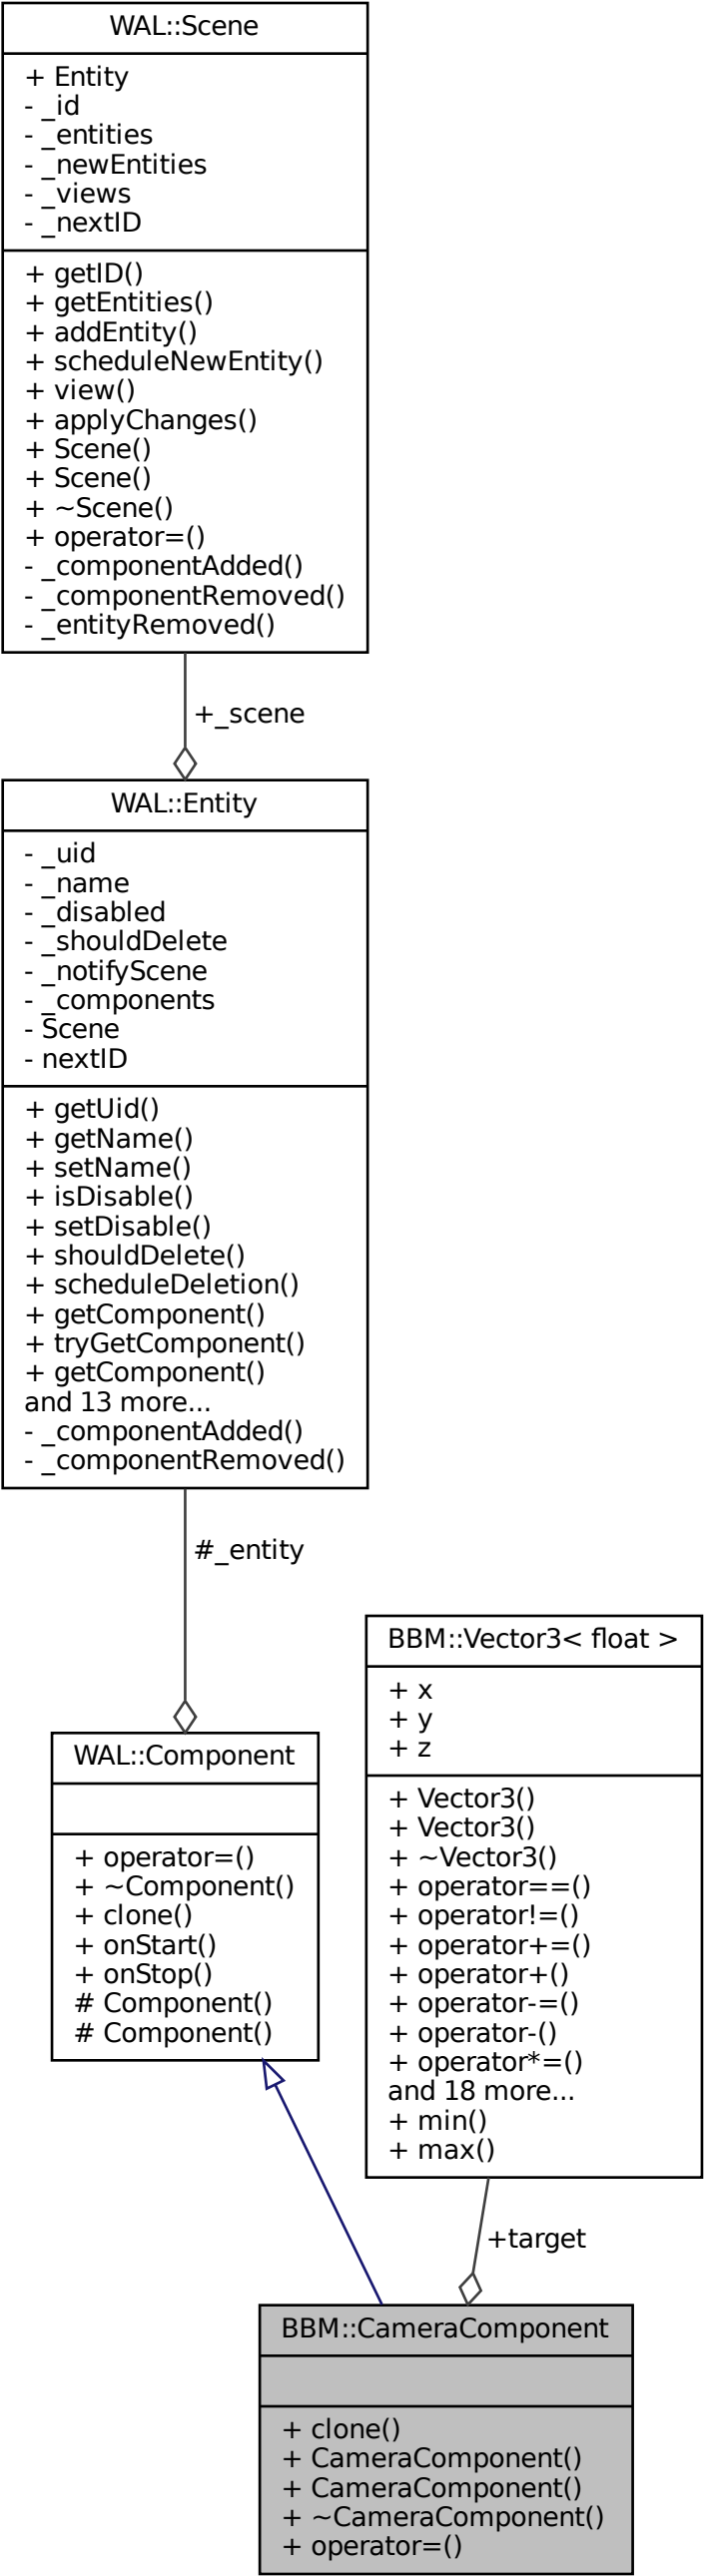 WAL::Scene
+ Entity
- _id
- _entities
- _newEntities
- _views
- _nextID
+ getID()
+ getEntities()
+ addEntity()
+ scheduleNewEntity()
+ view()
+ applyChanges()
+ Scene()
+ Scene()
+ ~Scene()
+ operator=()
- _componentAdded()
- _componentRemoved()
- _entityRemoved()
+_scene
WAL::Entity
- _uid
- _name
- _disabled
- _shouldDelete
- _notifyScene
- _components
- Scene
- nextID
+ getUid()
+ getName()
+ setName()
+ isDisable()
+ setDisable()
+ shouldDelete()
+ scheduleDeletion()
+ getComponent()
+ tryGetComponent()
+ getComponent()
and 13 more...
- _componentAdded()
- _componentRemoved()
#_entity
WAL::Component
+ operator=()
+ ~Component()
+ clone()
+ onStart()
+ onStop()
# Component()
# Component()
BBM::Vector3< float >
+ x
+ y
+ z
+ Vector3()
+ Vector3()
+ ~Vector3()
+ operator==()
+ operator!=()
+ operator+=()
+ operator+()
+ operator-=()
+ operator-()
+ operator*=()
and 18 more...
+ min()
+ max()
+target
BBM::CameraComponent
+ clone()
+ CameraComponent()
+ CameraComponent()
+ ~CameraComponent()
+ operator=()